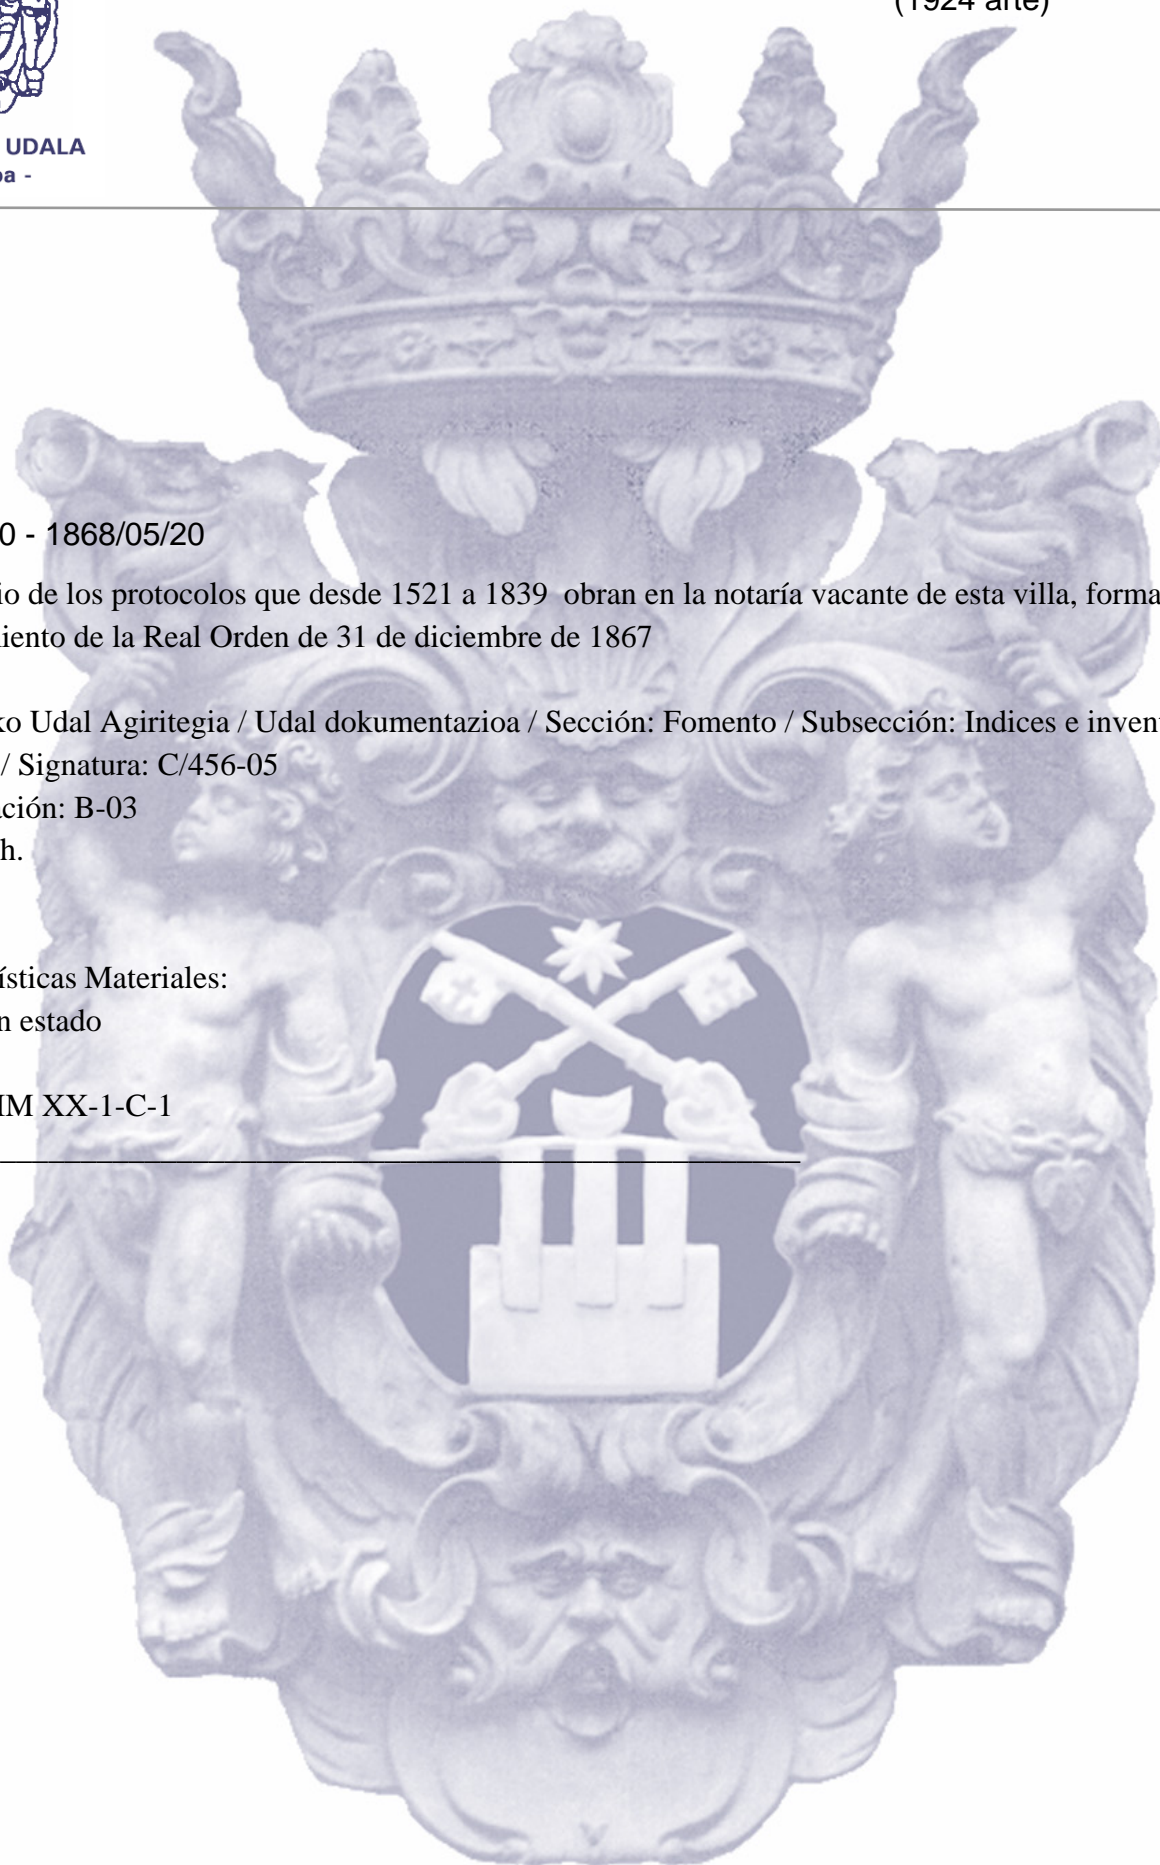 (1924 arte)
UDALA
oa -
0 - 1868/05/20
io de los protocolos que desde 1521 a 1839 obran en la notaría vacante de esta villa, forma
iento de la Real Orden de 31 de diciembre de 1867
ko Udal Agiritegia / Udal dokumentazioa / Sección: Fomento / Subsección: Indices e invent
/ Signatura: C/456-05
ación: B-03
h.
ísticas Materiales:
n estado
IM XX-1-C-1